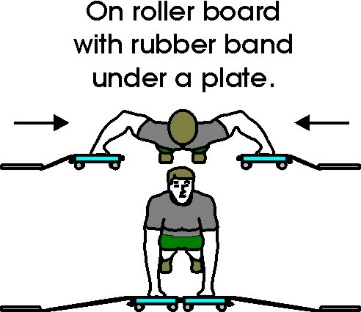 On roller board
with rubber band
under a plate.